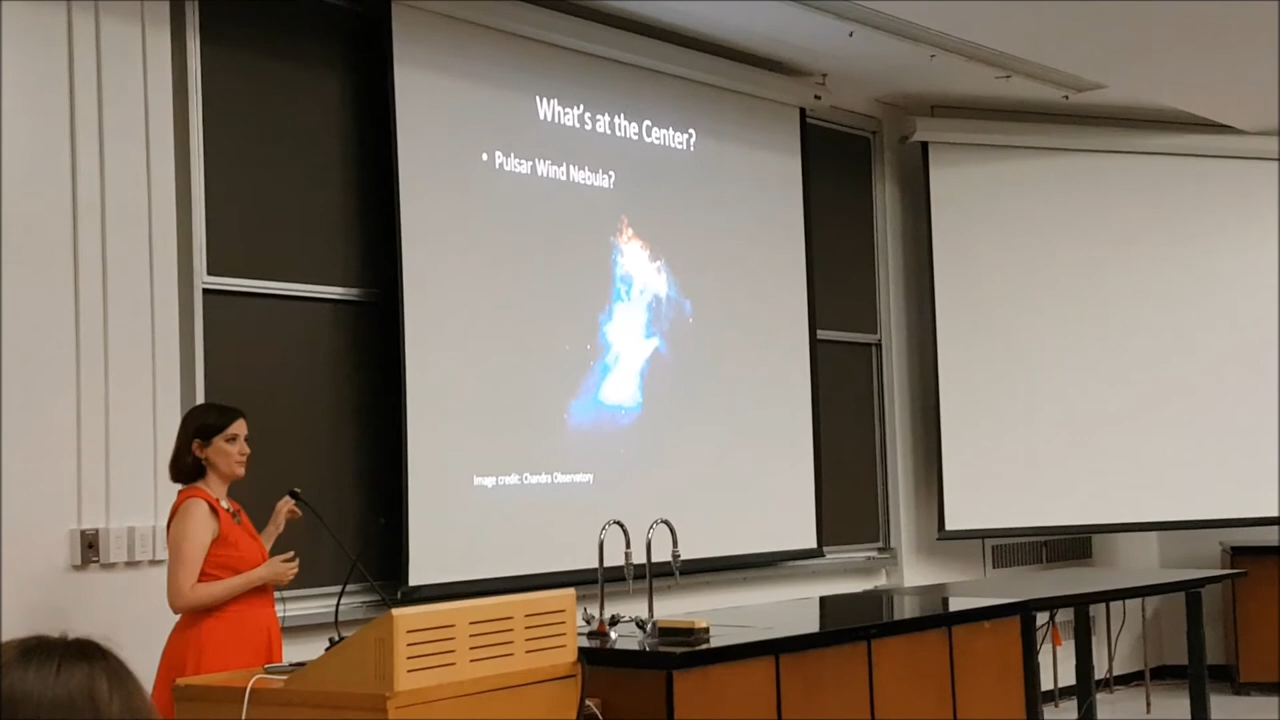 What's at the Center?
• Pulsar Wind Nebula?
Image credit: Chandra Observatory